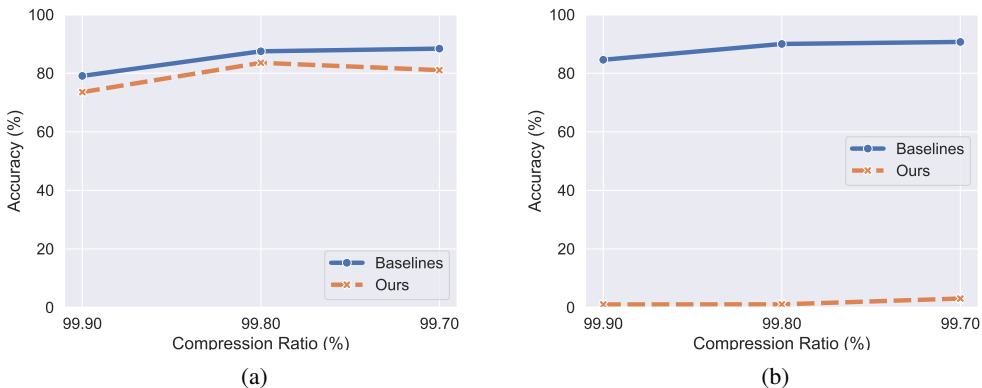 100
80
60
40
20
0
Accuracy (%)
Baselines
Ours
99.90 99.80 99.70
Compression Ratio (%)
(a)
100
80
60
40
20
0
Accuracy (%)
Baselines
Ours
99.90 99.80 99.70
Compression Ratio (%)
(b)